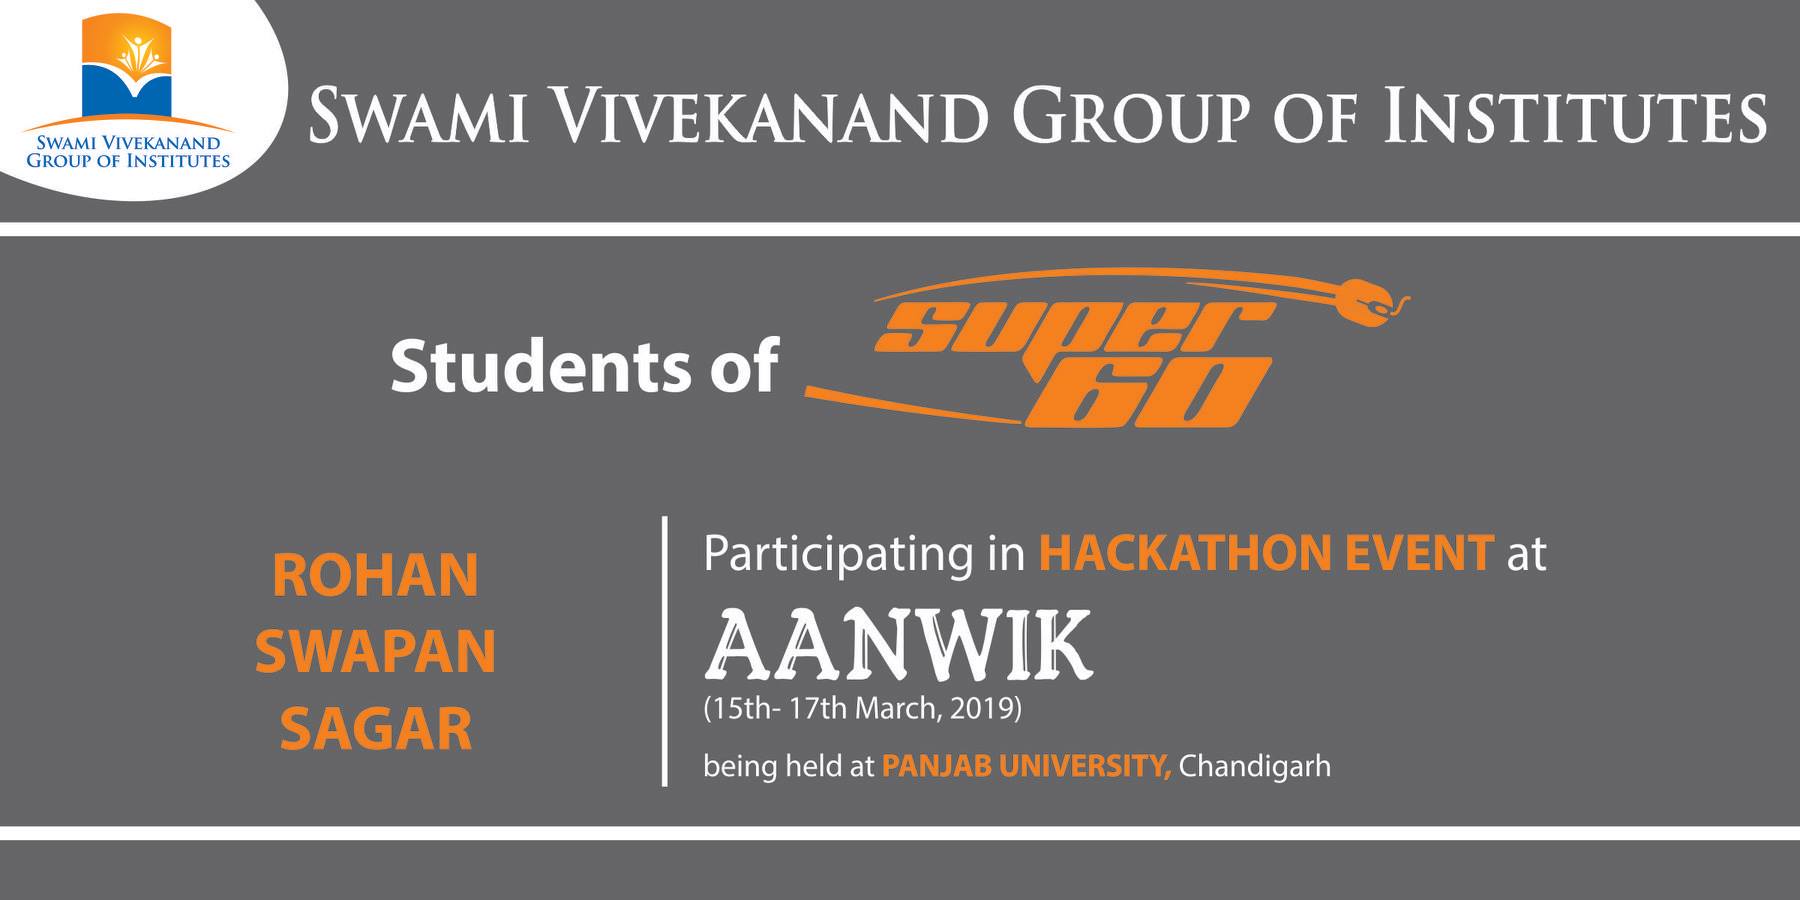 SWAMI VIVEKANAND
GROUP OF INSTITUTES
SWAMI VIVEKANAND GROUP OF INSTITUTES
Students of super
60
ROHAN
SWAPAN
SAGAR
Participating in HACKATHON EVENT at
AANWIK
(15th- 17th March, 2019)
being held at PANJAB UNIVERSITY, Chandigarh